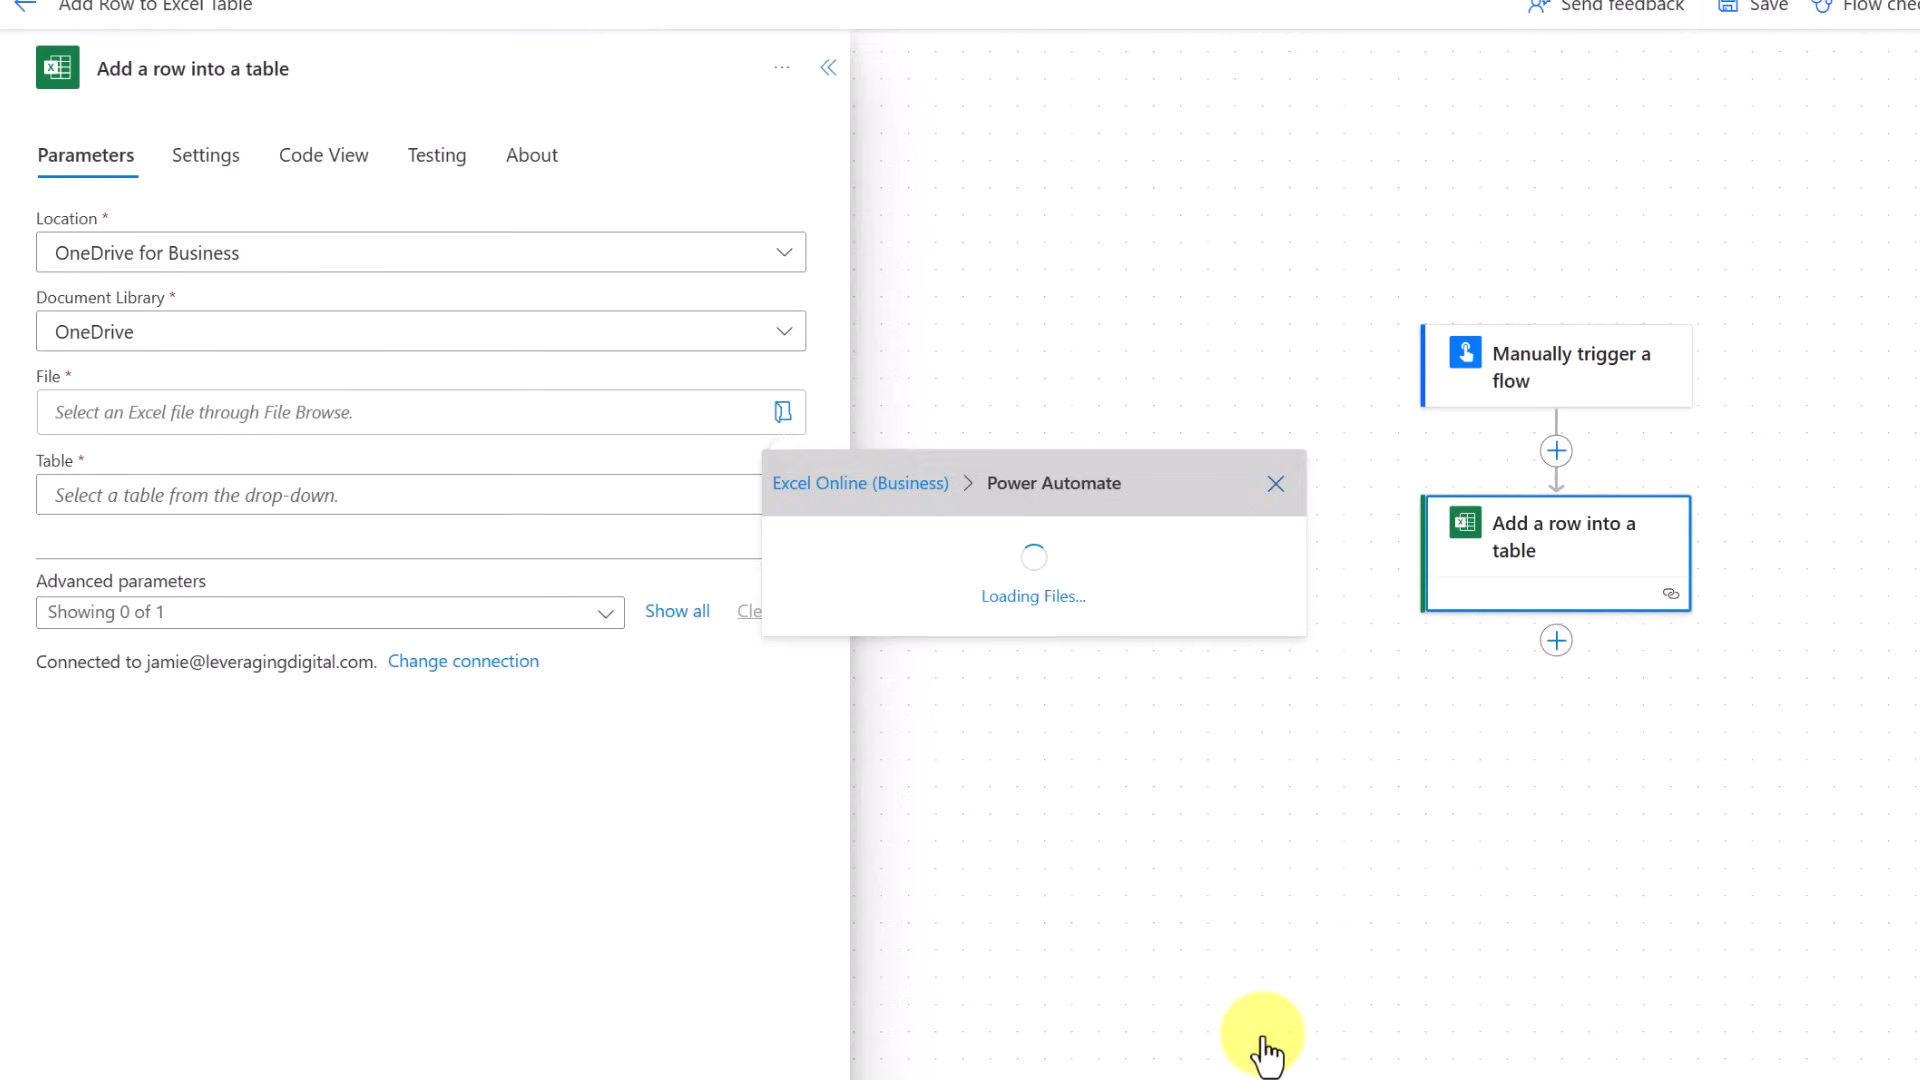 Add Row to Excel Table
Send feedback
Save
Flow chec
Add a row into a table
Parameters
Settings
Code View
Testing
About
Location *
OneDrive for Business
Document Library *
OneDrive
File *
Select an Excel file through File Browse.
Table *
Select a table from the drop-down.
Advanced parameters
Showing 0 of 1
Show all
Cle
Connected to jamie@leveragingdigital.com. Change connection
Excel Online (Business) > Power Automate
Loading Files...
Manually trigger a
flow
Add a row into a
table